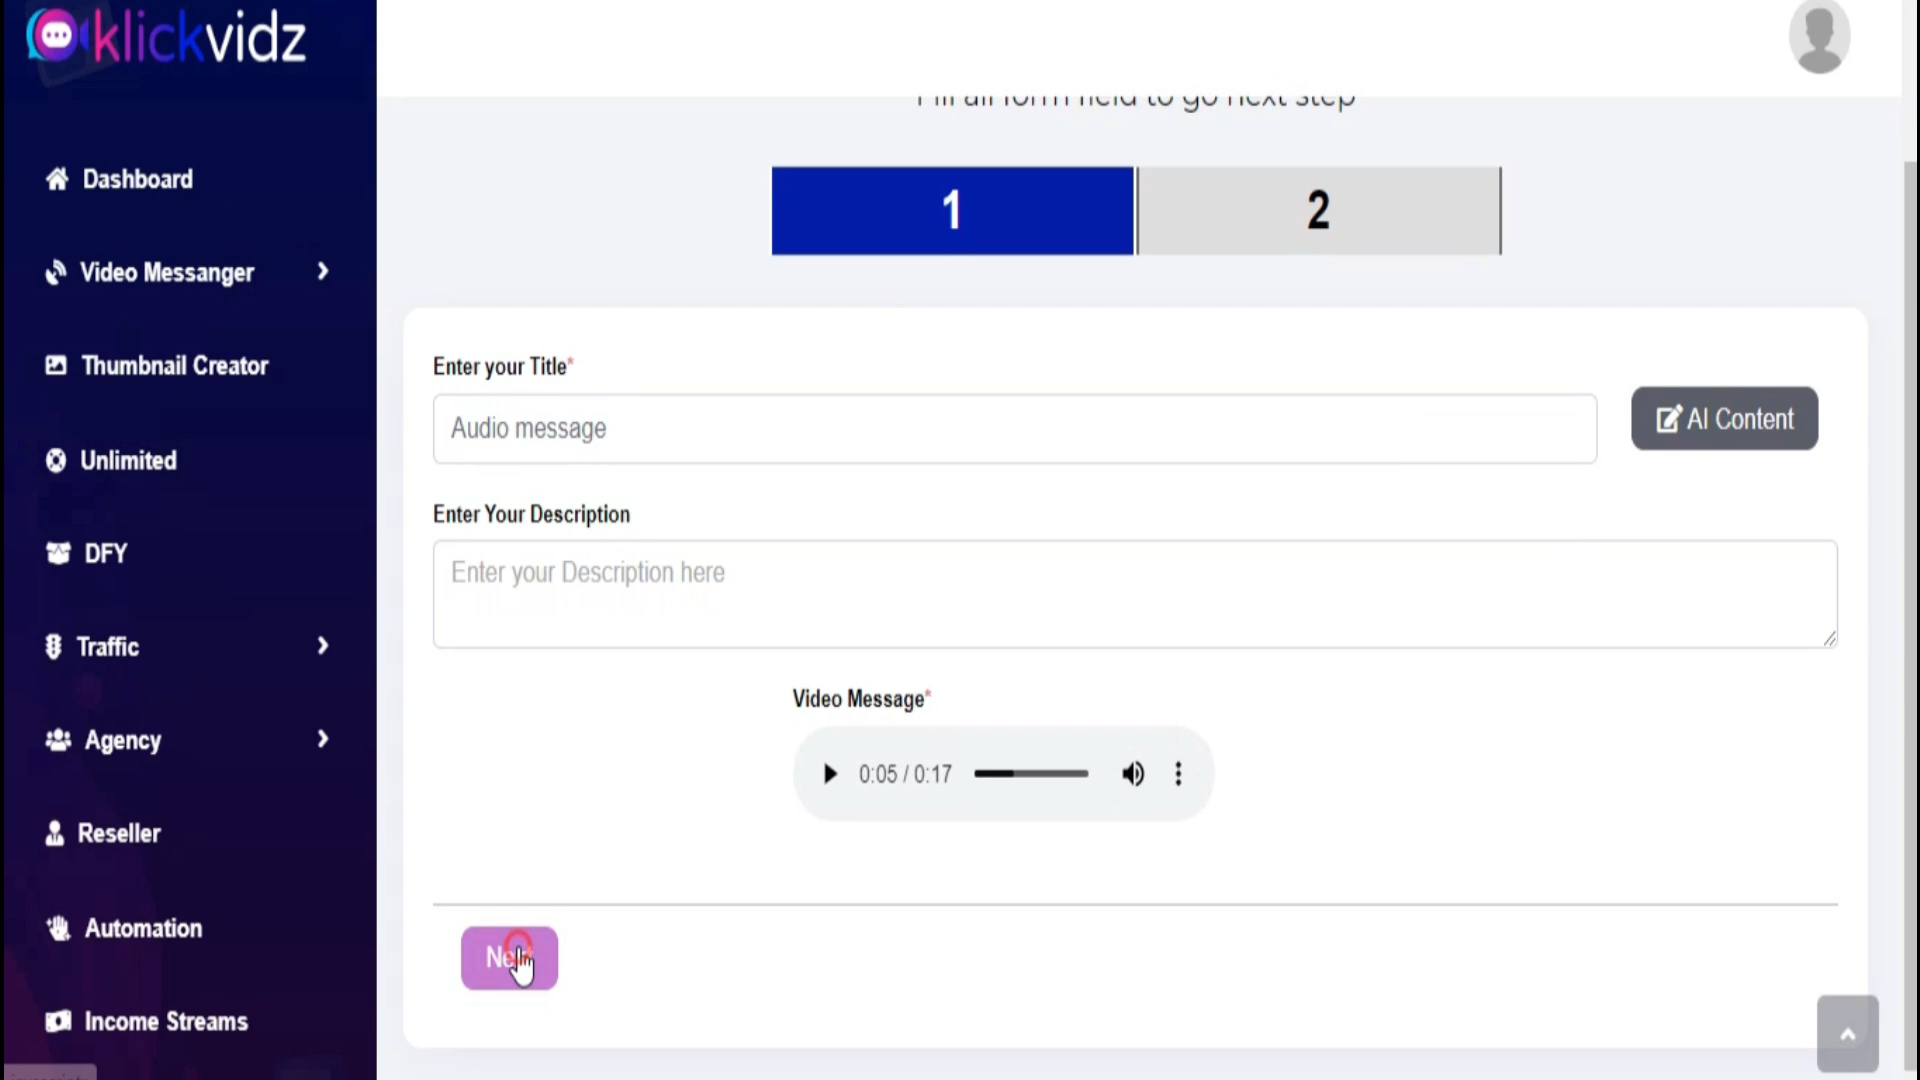 klickvidz
Fill all form field to go next step
Dashboard
Video Messanger
Thumbnail Creator
Unlimited
DFY
Traffic
Agency
Reseller
Automation
Income Streams
1
2
Enter your Title*
Audio message
AI Content
Enter Your Description
Enter your Description here
Video Message*
0:05 / 0:17